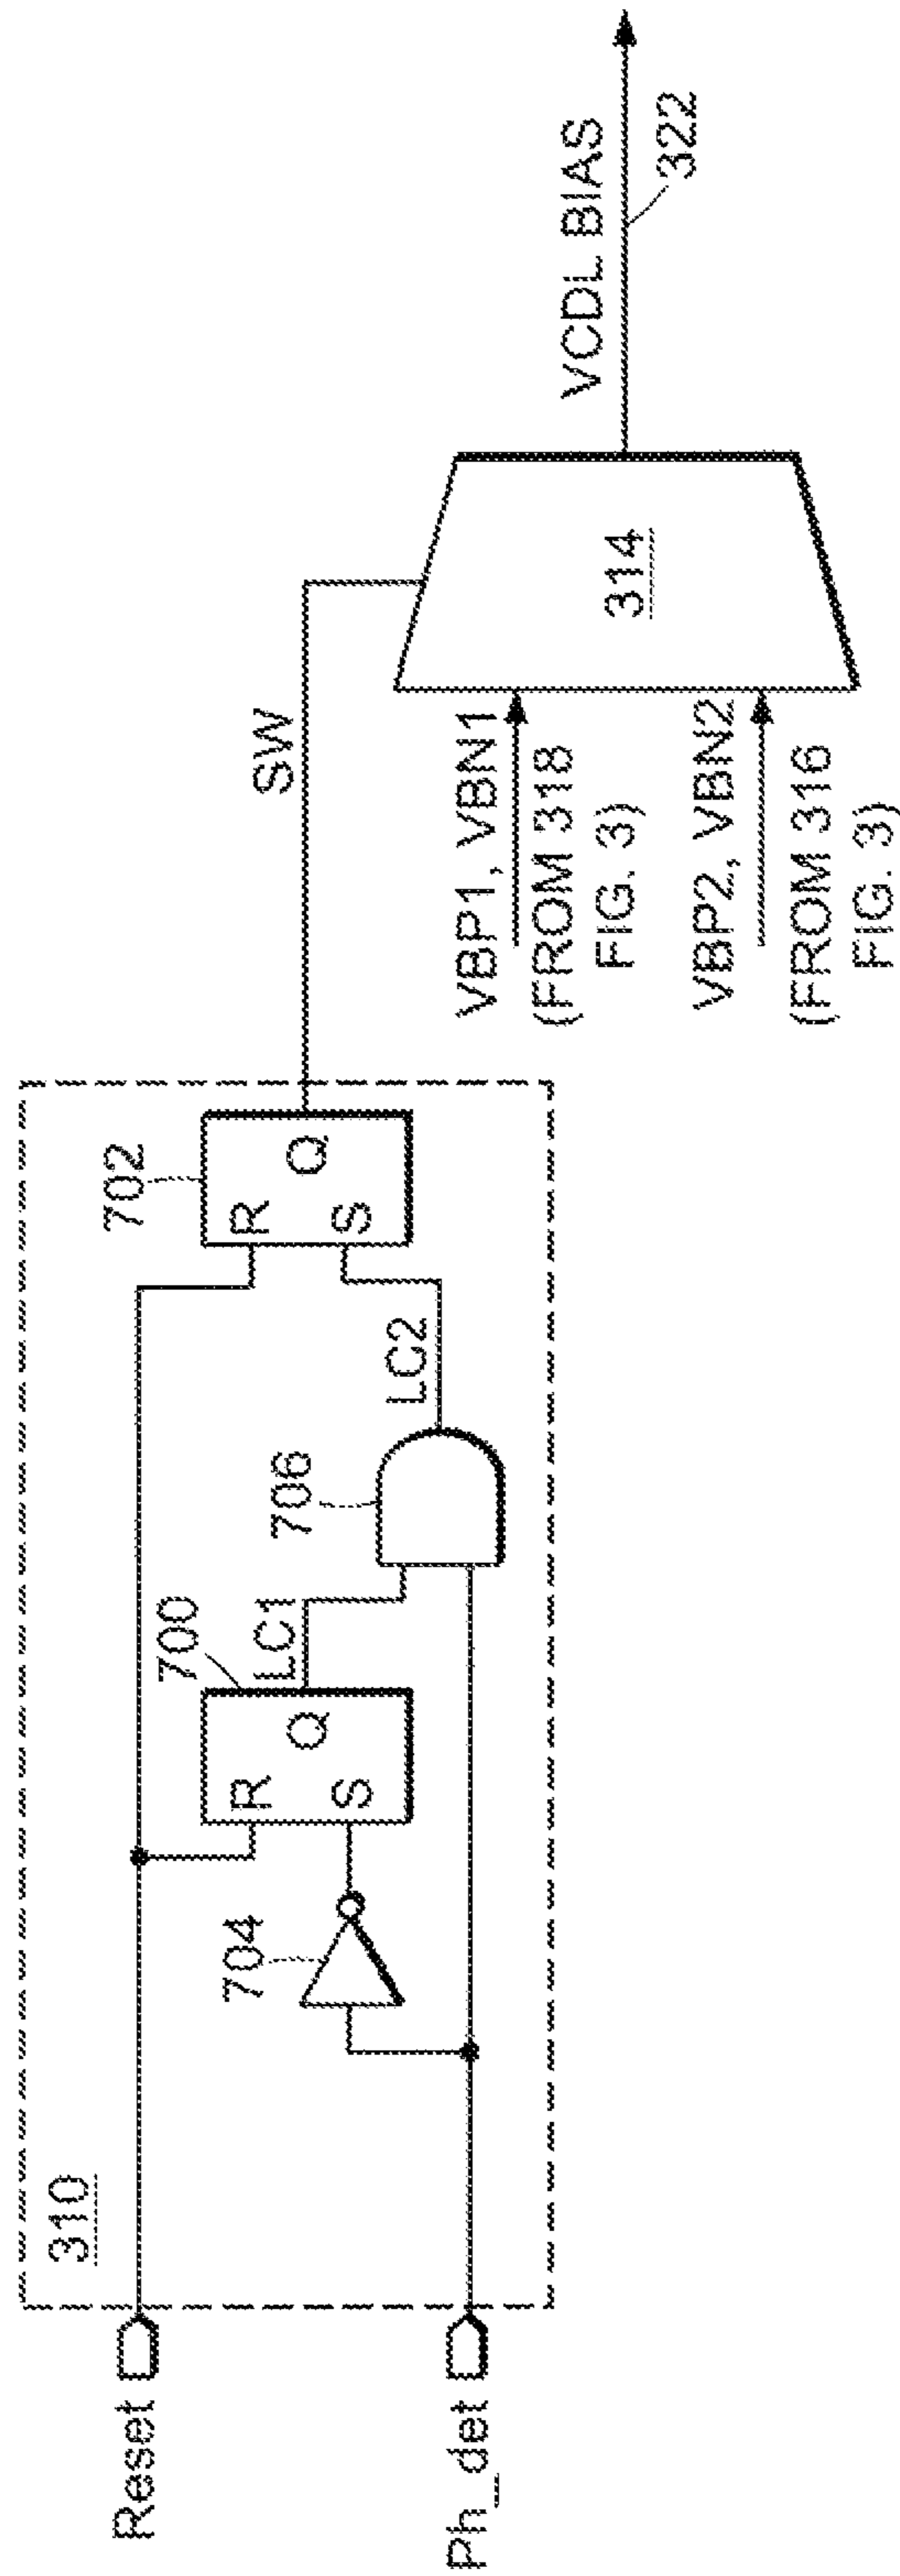 310
Reset
Ph_det
704
R
S
Q
700
LC1
706
LC2
702
R
S
Q
SW
VBP1, VBN1
(FROM 318
FIG. 3)
VBP2, VBN2
(FROM 316
FIG. 3)
314
VCDL BIAS
322